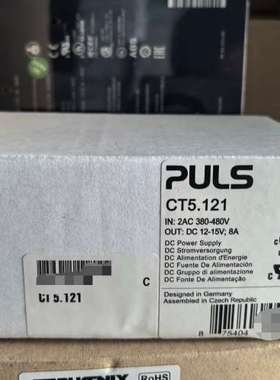 PULS
CT5.121
IN: 2AC 380-480V
OUT: DC 12-15V; 8A
DC Power Supply
DC Stromversorgung
DC Alimentation d'Energie
DC Fuente De Alimentación
DC Gruppo di alimentazione
DC Fonte De Alimentação
Designed in Germany
Assembled in Czech Republic
C
CT5.121
75404
RoHS